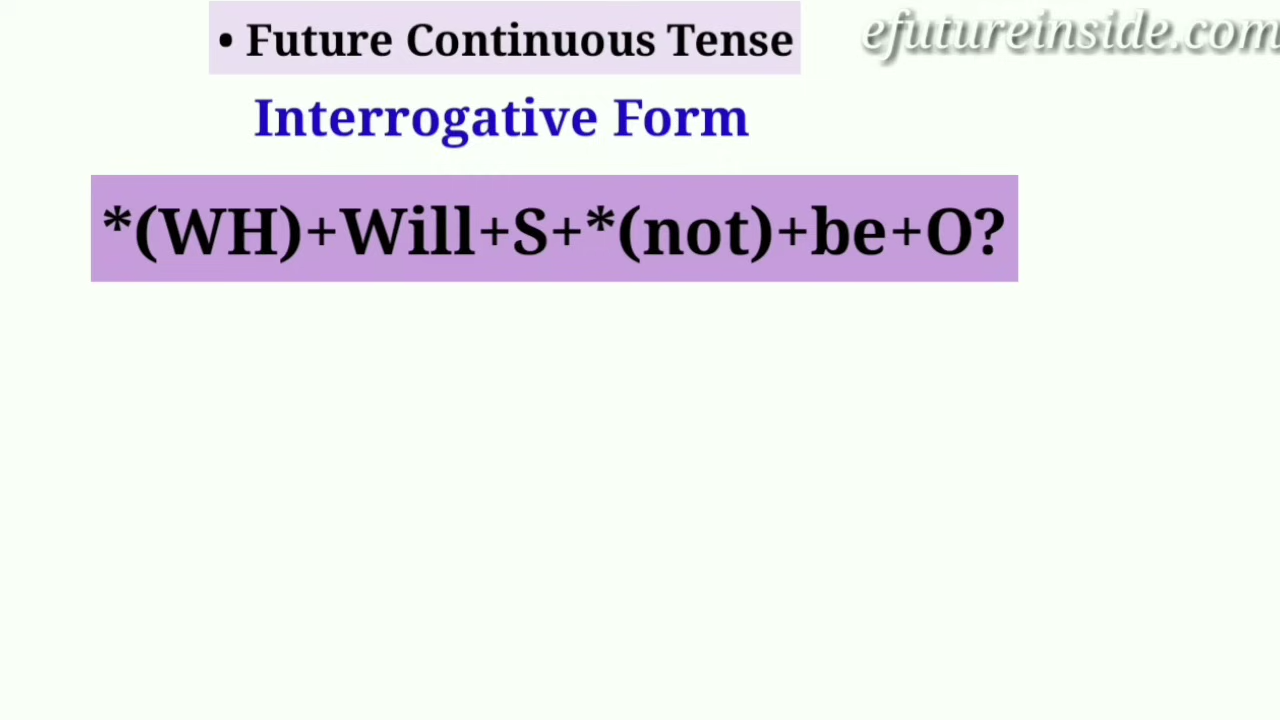 • Future Continuous Tense
efutureinside.com
Interrogative Form
*(WH)+Will+S+*(not)+be+O?